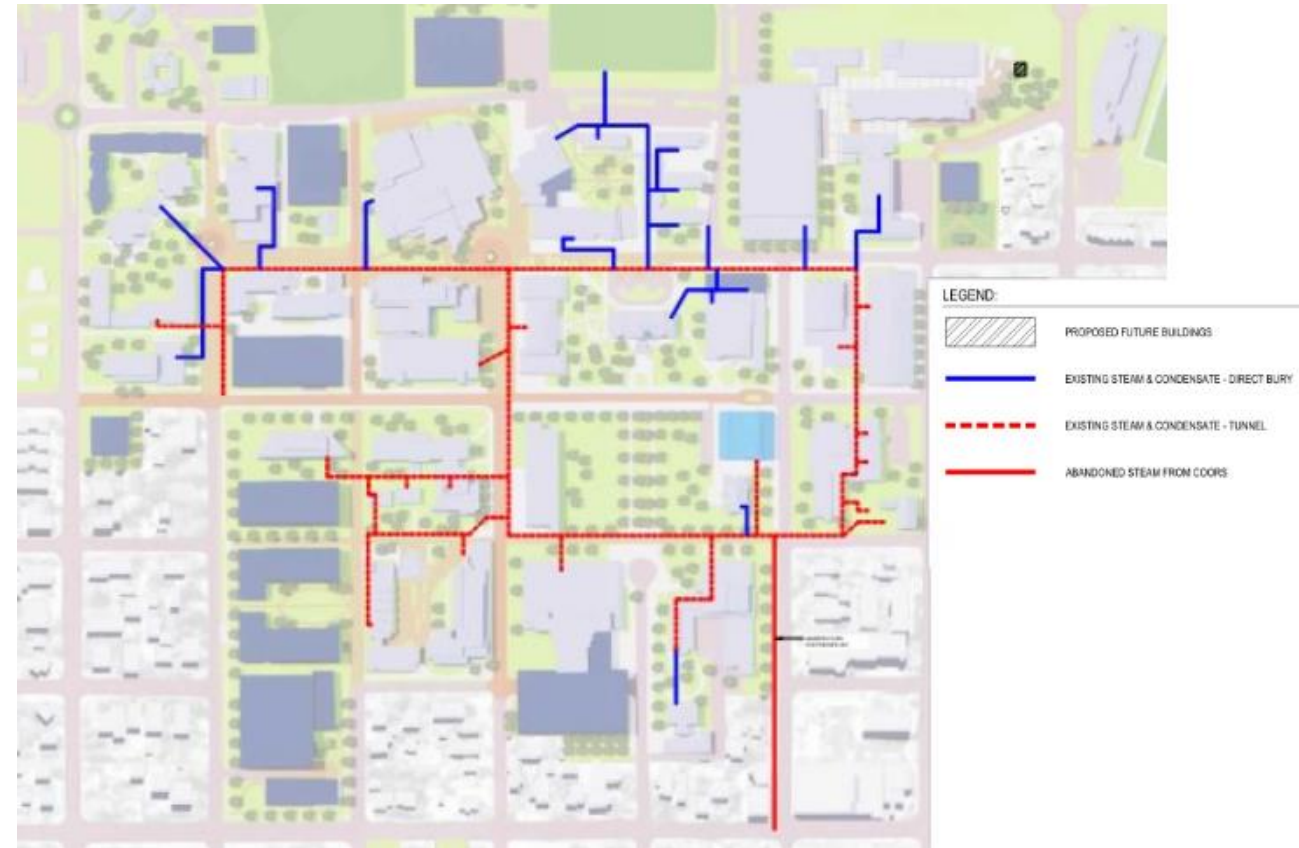 LEGEND:
PROPOSED FUTURE BUILDINGS
EXISTING STEAM & CONDENSATE - DIRECT BURY
EXISTING STEAM & CONDENSATE - TUNNEL
ABANDONED STEAM FROM COORS